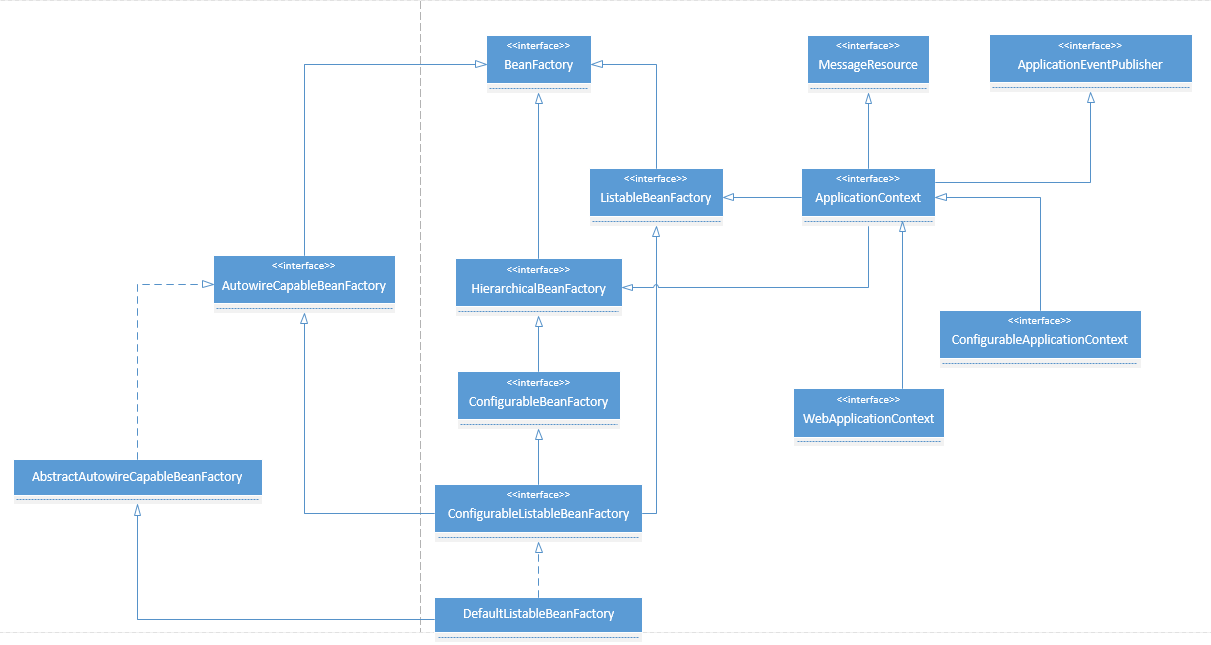 <<interface>>
BeanFactory
<<interface>>
MessageResource
<<interface>>
ApplicationEventPublisher
<<interface>>
ListableBeanFactory
<<interface>>
ApplicationContext
<<interface>>
AutowireCapableBeanFactory
<<interface>>
HierarchicalBeanFactory
<<interface>>
ConfigurableApplicationContext
<<interface>>
ConfigurableBeanFactory
<<interface>>
WebApplicationContext
AbstractAutowireCapableBeanFactory
<<interface>>
ConfigurableListableBeanFactory
DefaultListableBeanFactory